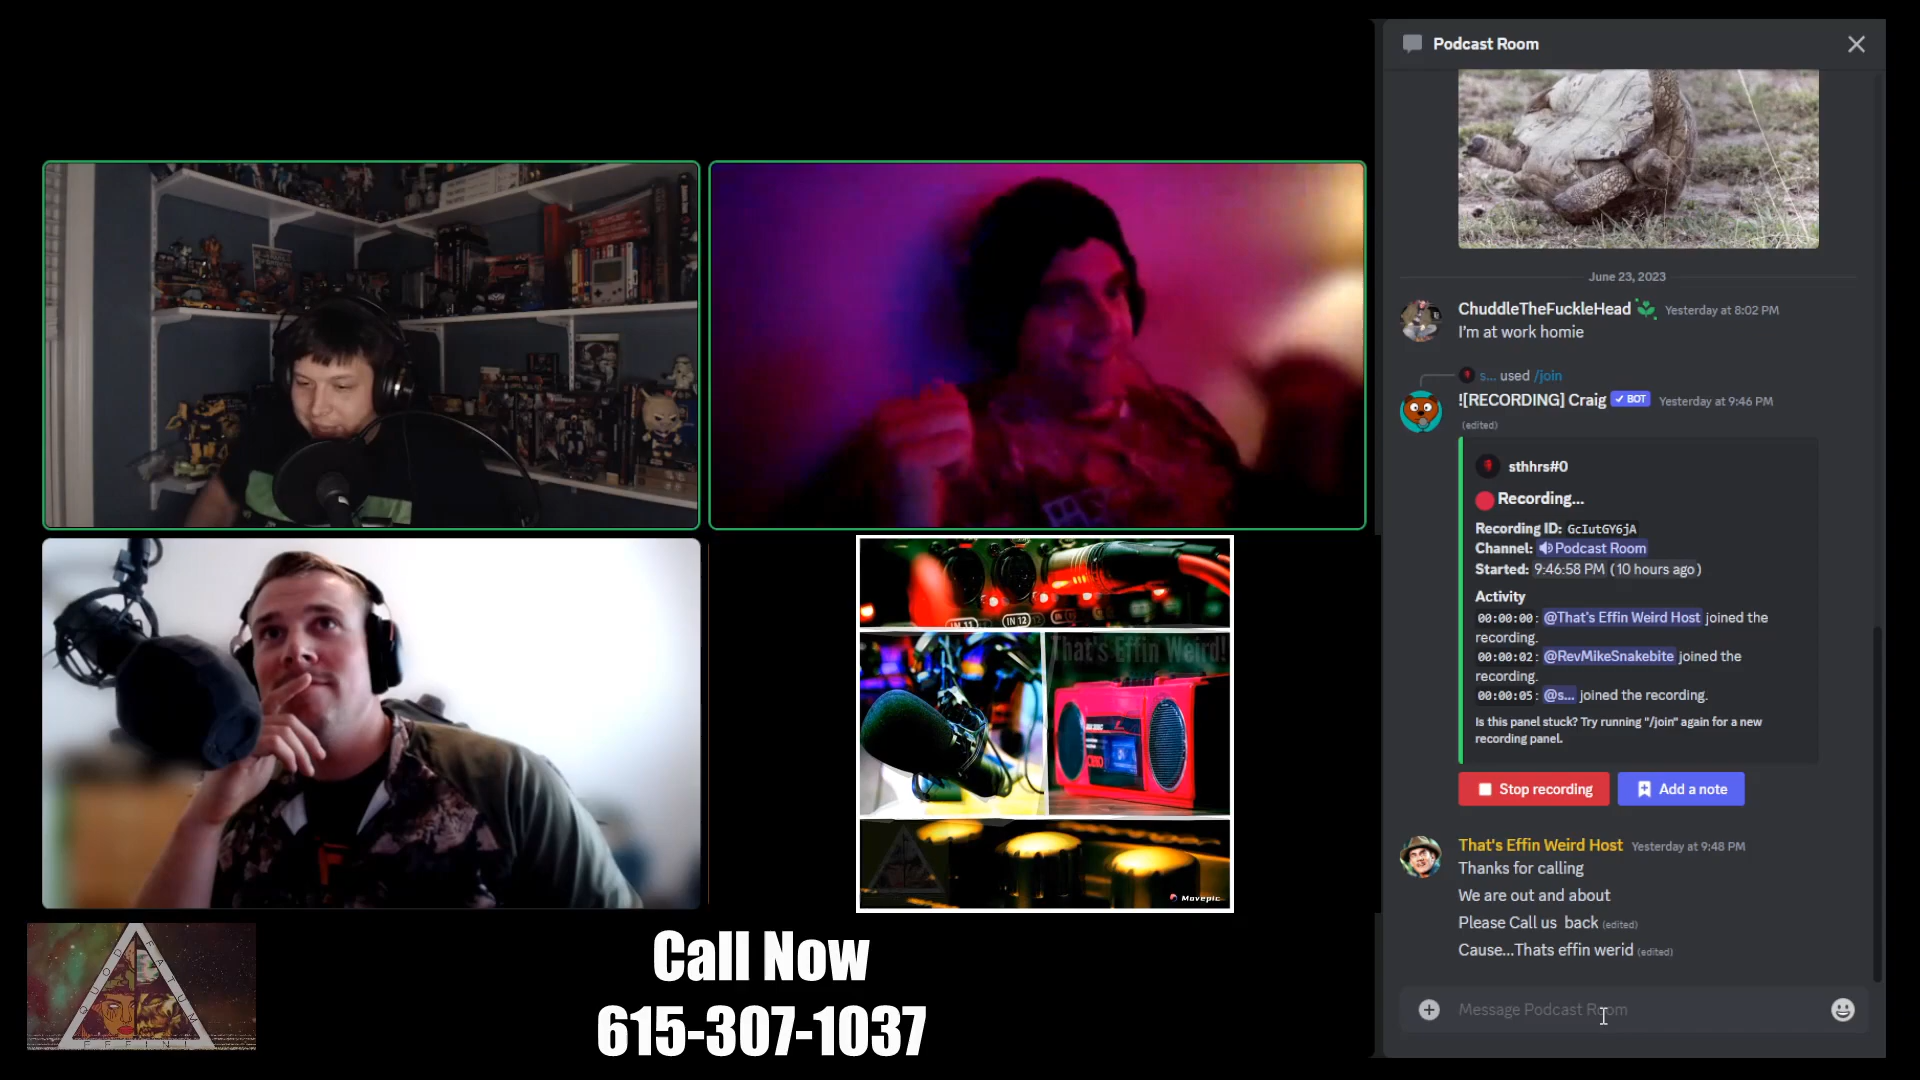 Podcast Room
June 23, 2023
ChuddleTheFuckleHead Yesterday at 8:02 PM
I'm at work homie
s... used /join
![RECORDING] Craig BOT Yesterday at 9:46 PM
(edited)
sthhrs#0
Recording...
Recording ID: GcIutGY6jA
Channel: Podcast Room
Started: 9:46:58 PM (10 hours ago)
Activity
00:00:00: @That's Effin Weird Host joined the
recording.
00:00:02: @RevMikeSnakebite joined the
recording.
00:00:05: @s... joined the recording.
Is this panel stuck? Try running "/join" again for a new
recording panel.
Stop recording Add a note
That's Effin Weird Host Yesterday at 9:48 PM
Thanks for calling
We are out and about
Please Call us back (edited)
Cause...Thats effin werid (edited)
Message Podcast Room
IN 11 IN 12
That's Effin Weird!
Movepic
Call Now
615-307-1037